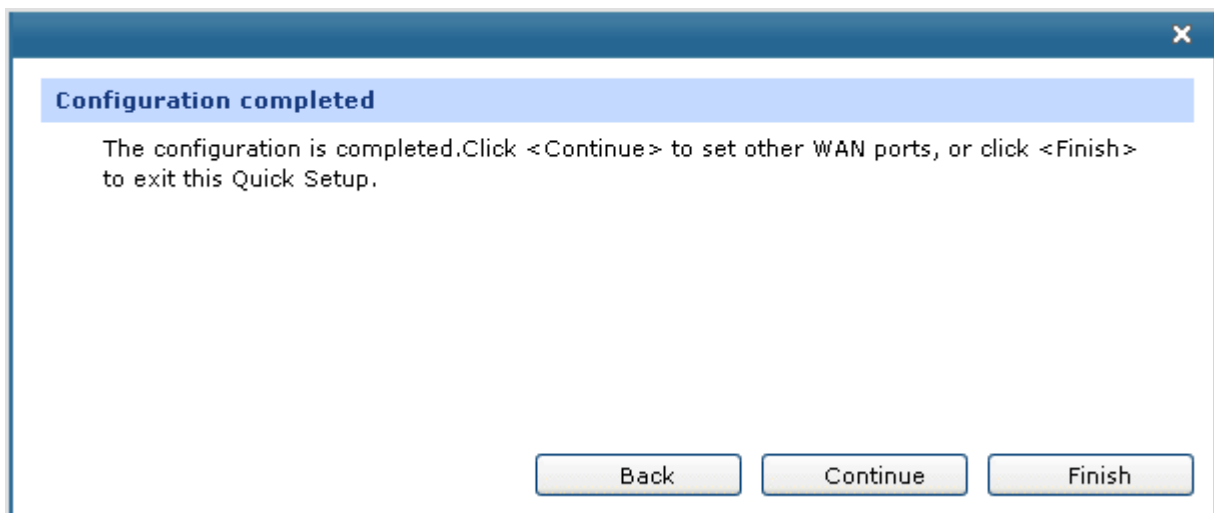 Configuration completed
The configuration is completed.Click <Continue> to set other WAN ports, or click <Finish>
to exit this Quick Setup.
Back Continue Finish